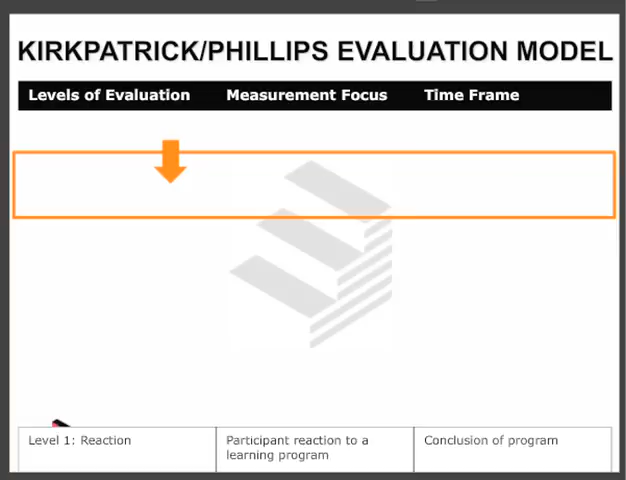 KIRKPATRICK/PHILLIPS EVALUATION MODEL
Levels of Evaluation Measurement Focus Time Frame
Level 1: Reaction Participant reaction to a Conclusion of program
learning program